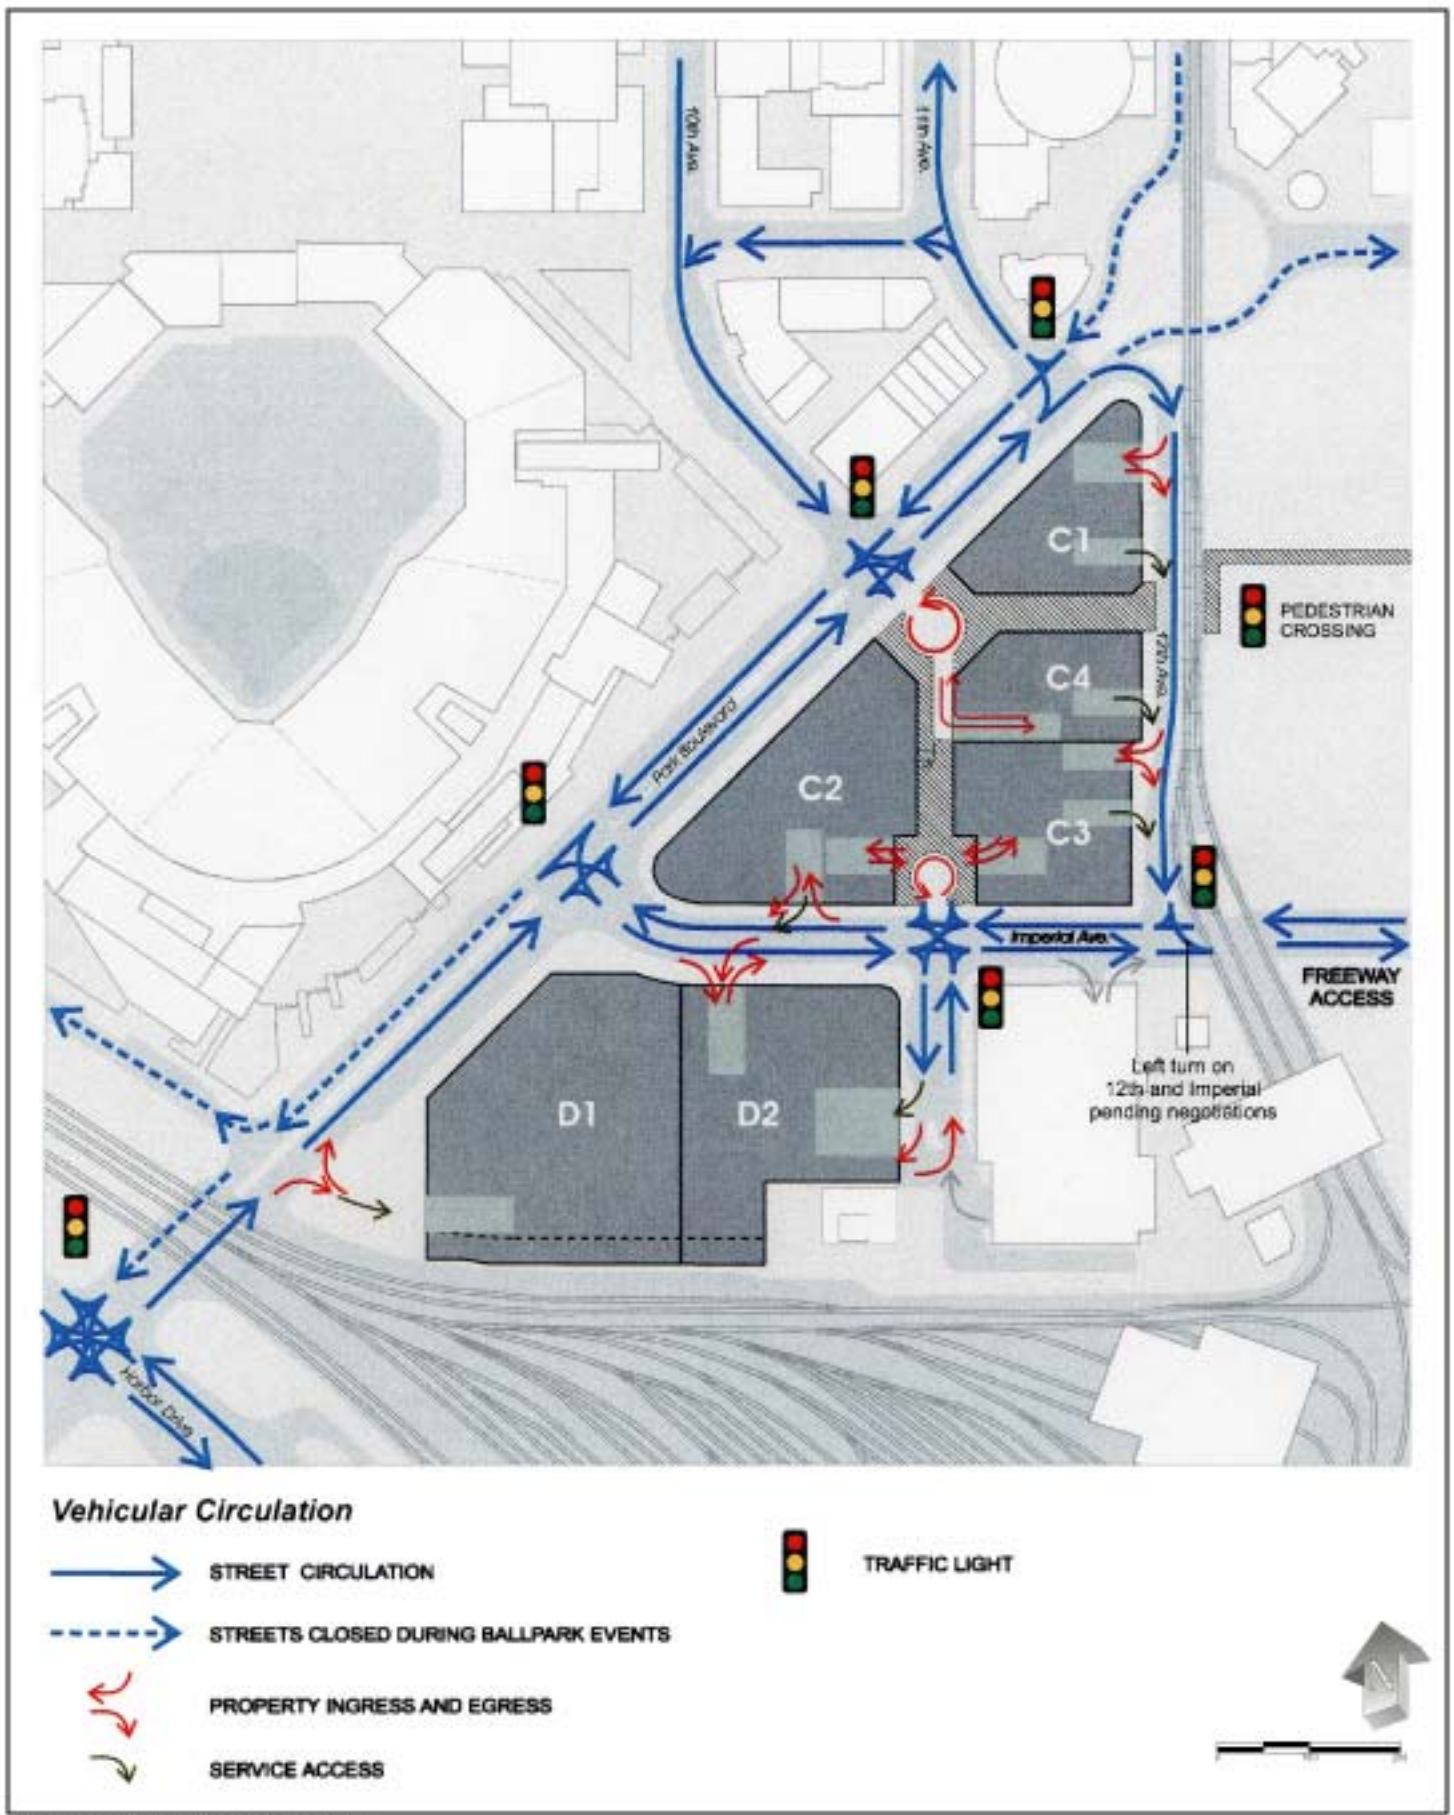 10th Ave.
11th Ave.
C1
PEDESTRIAN
CROSSING
12th Ave.
C4
Park Boulevard
C2
C3
Imperial Ave.
FREEWAY
ACCESS
Left turn on
12th and Imperial
pending negotiations
D1
D2
Harbor Drive
Vehicular Circulation
STREET CIRCULATION
TRAFFIC LIGHT
STREETS CLOSED DURING BALLPARK EVENTS
PROPERTY INGRESS AND EGRESS
N
SERVICE ACCESS